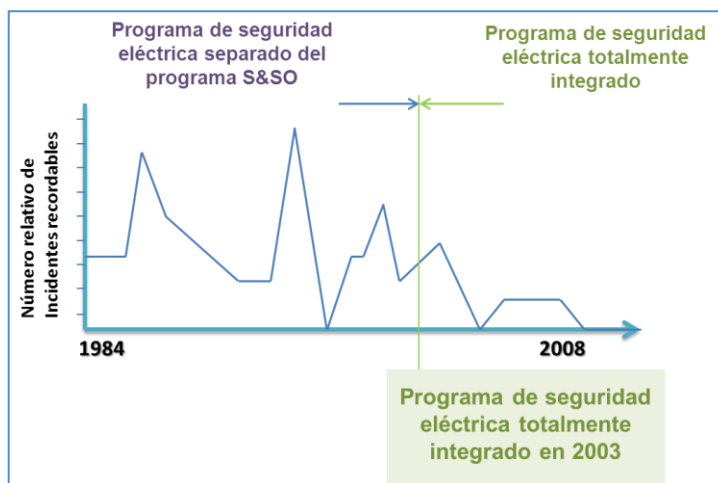 Programa de seguridad
eléctrica separado del
programa S&SO
Programa de seguridad
eléctrica totalmente
integrado
Número relativo de
Incidentes recordables
1984
2008
Programa de seguridad
eléctrica totalmente
integrado en 2003